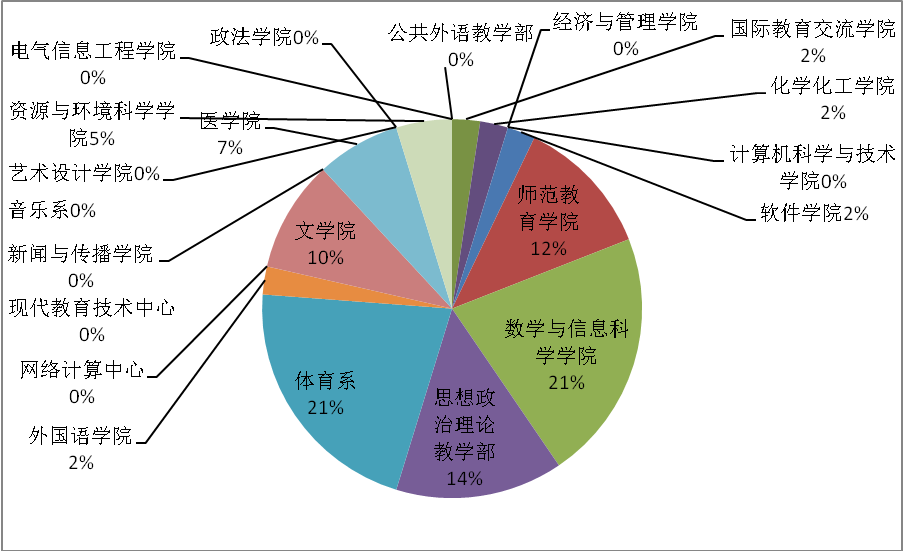 电气信息工程学院
0%
政法学院0%
公共外语教学部
0%
经济与管理学院
0%
国际教育交流学院
2%
化学化工学院
2%
计算机科学与技术
学院0%
软件学院2%
师范教
育学院
12%
数学与信息科
学学院
21%
思想政
治理论
教学部
14%
体育系
21%
外国语学院
2%
网络计算中心
0%
现代教育技术中心
0%
新闻与传播学院
0%
音乐系0%
艺术设计学院0%
资源与环境科学学
院5%
医学院
7%
文学院
10%